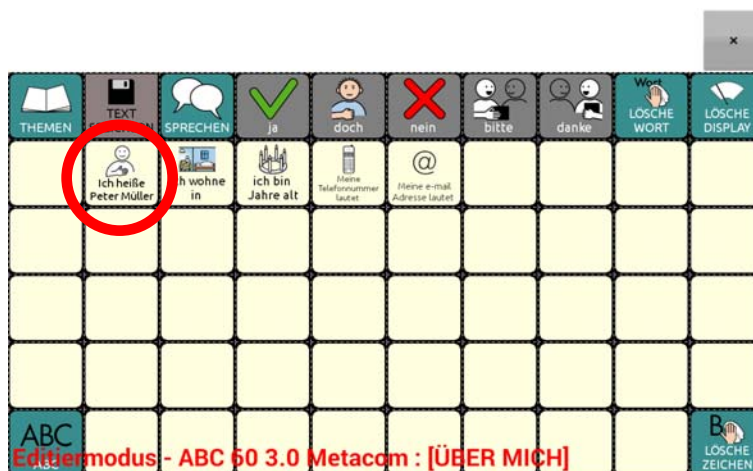 ×
THEMEN
TEXT
SPRECHEN
ja
doch
nein
bitte
danke
Wort
LÖSCHE
WORT
LÖSCHE
DISPLAY
Ich heiße
Peter Müller
wohne
in
ich bin
Jahre alt
Meine
Telefonnummer
lautet
@
Meine e-mail
Adresse lautet
ABC
B
LÖSCHE
ZEICHEN
Editiermodus - ABC 60 3.0 Metacom : [ÜBER MICH]